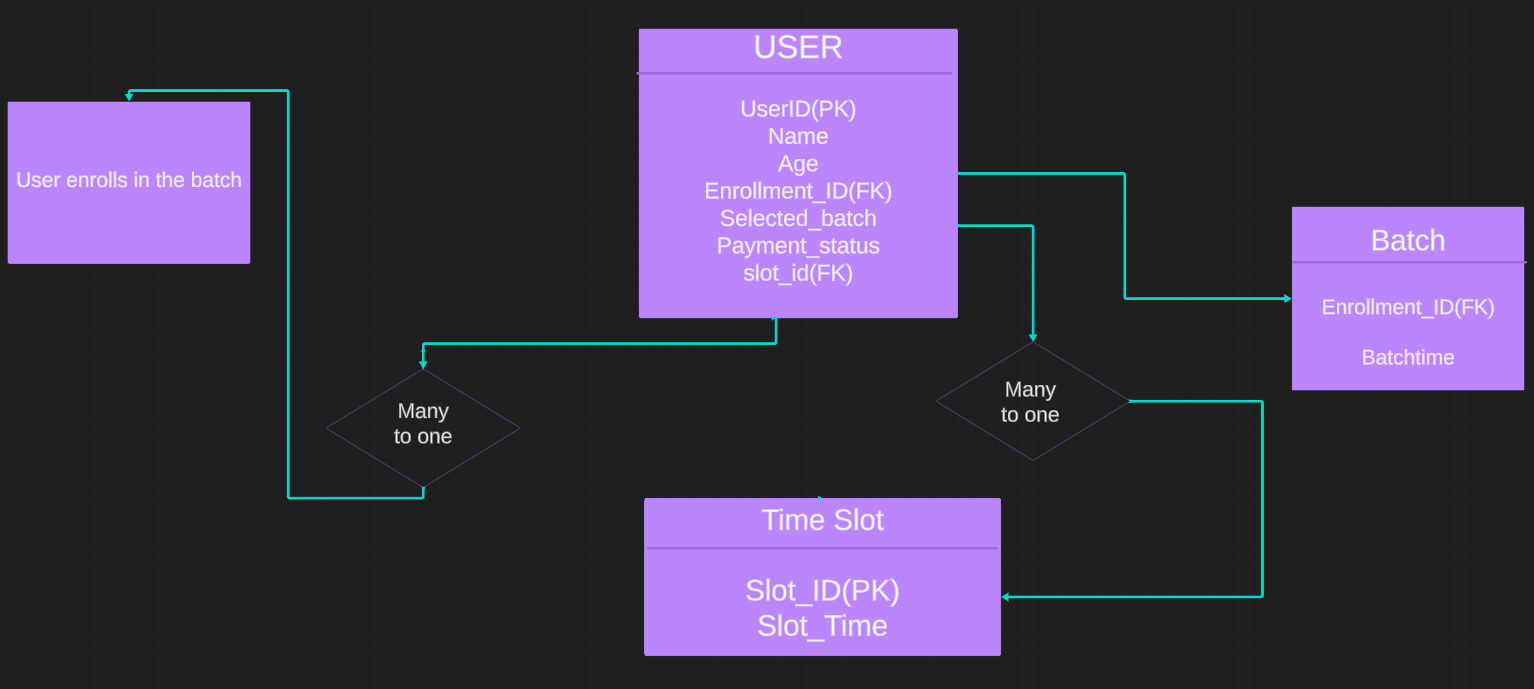 USER
UserID(PK)
Name
Age
Enrollment_ID(FK)
Selected_batch
Payment_status
slot_id(FK)
User enrolls in the batch
Batch
Enrollment_ID(FK)
Batchtime
Many
to one
Many
to one
Time Slot
Slot_ID(PK)
Slot_Time